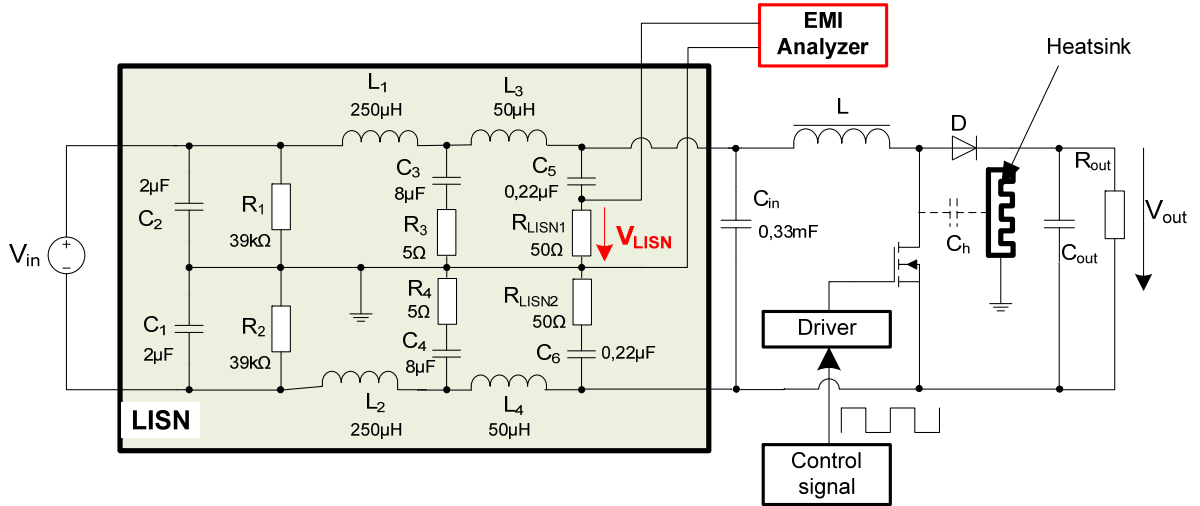 EMI
Analyzer
Heatsink
L1
250µH
L3
50µH
L
D
2µF
C2
R1
39kΩ
C3
8µF
R3
5Ω
C5
0,22µF
RLISN1
50Ω
VLISN
Cin
0,33mF
Ch
Rout
Cout
Vout
Vin
C1
2µF
R2
39kΩ
R4
5Ω
C4
8µF
RLISN2
50Ω
C6
0,22µF
Driver
LISN
L2
250µH
L4
50µH
Control
signal